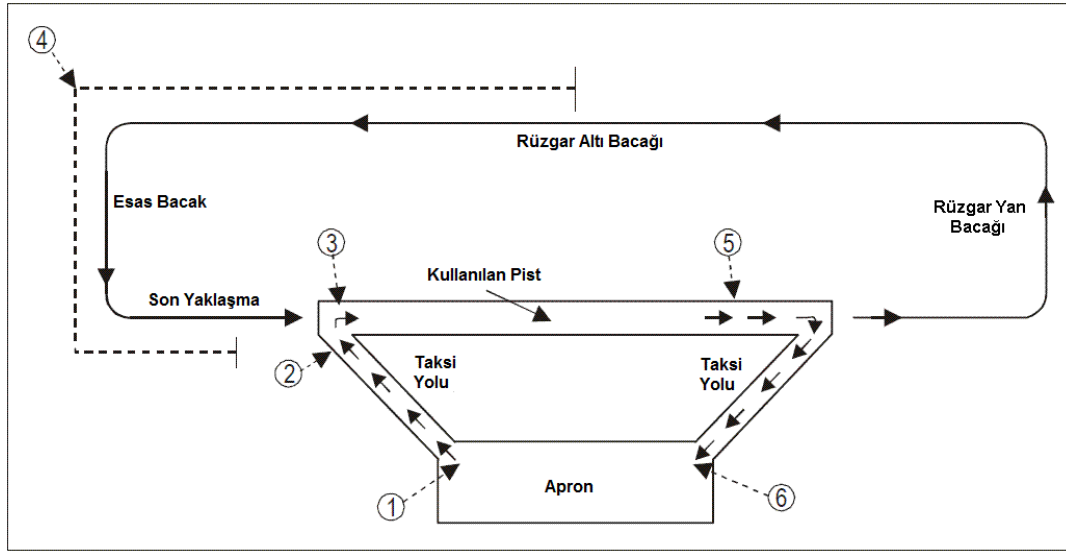 4
Rüzgar Altı Bacağı
Esas Bacak
Rüzgar Yan
Bacağı
3
5
Kullanılan Pist
Son Yaklaşma
2
Taksi
Yolu
Taksi
Yolu
1
Apron
6